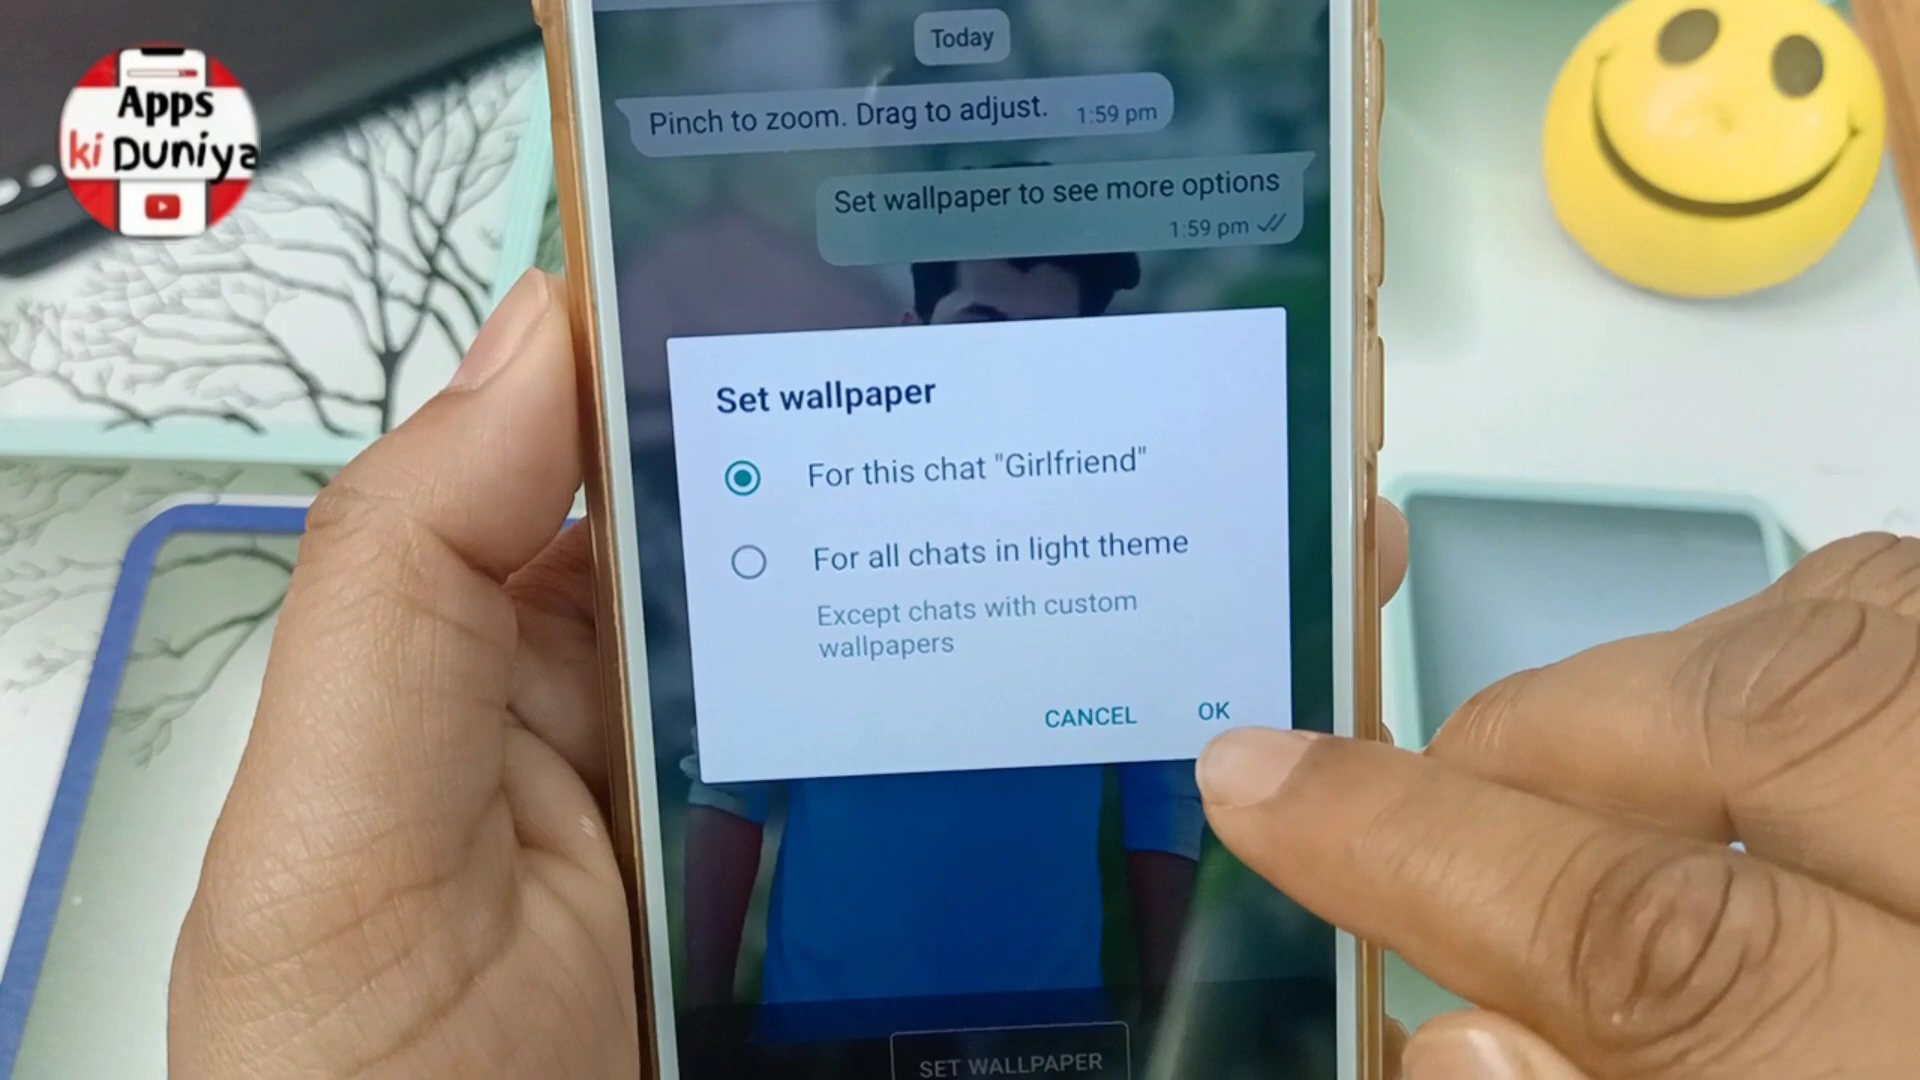 Apps
ki Duniya
Today
Pinch to zoom. Drag to adjust. 1:59 pm
Set wallpaper to see more options
1:59 pm
Set wallpaper
For this chat "Girlfriend"
For all chats in light theme
Except chats with custom
wallpapers
CANCEL OK
SET WALLPAPER